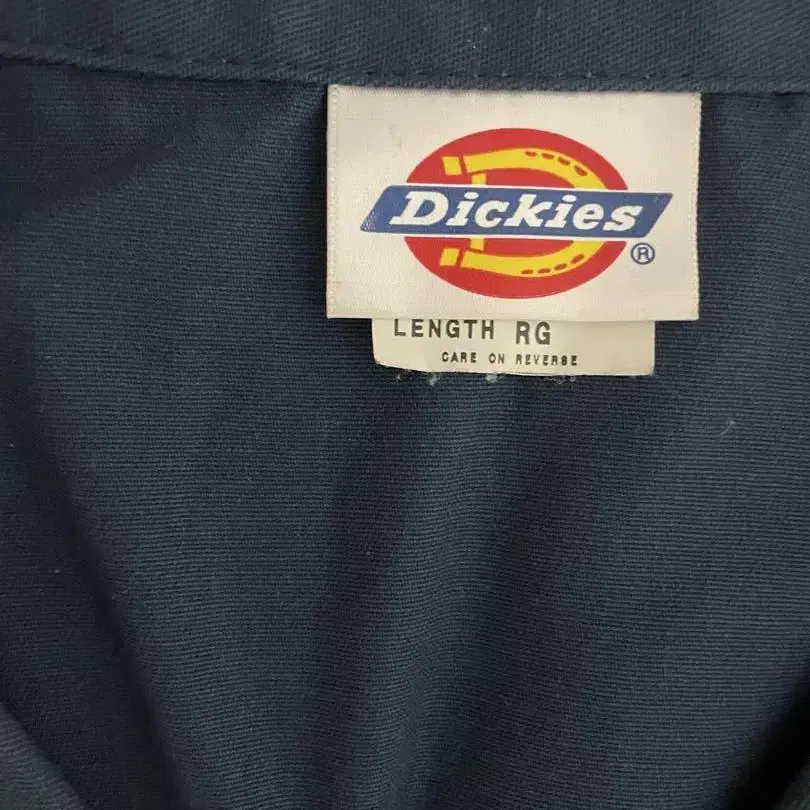 Dickies
®
LENGTH RG
CARE ON REVERSE